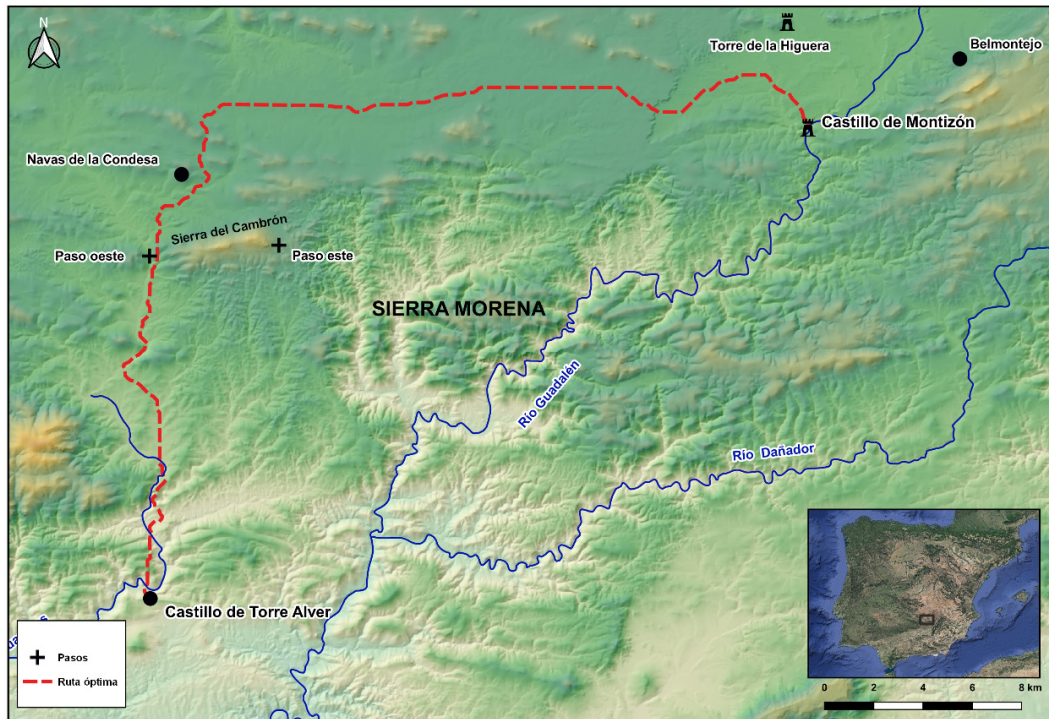 N
Torre de la Higuera
Belmontejo
Castillo de Montizón
Navas de la Condesa
Sierra del Cambrón
Paso oeste
Paso este
SIERRA MORENA
Río Guadalén
Río Dañador
Castillo de Torre Alver
Pasos
Ruta óptima
0 2 4 6 8 km